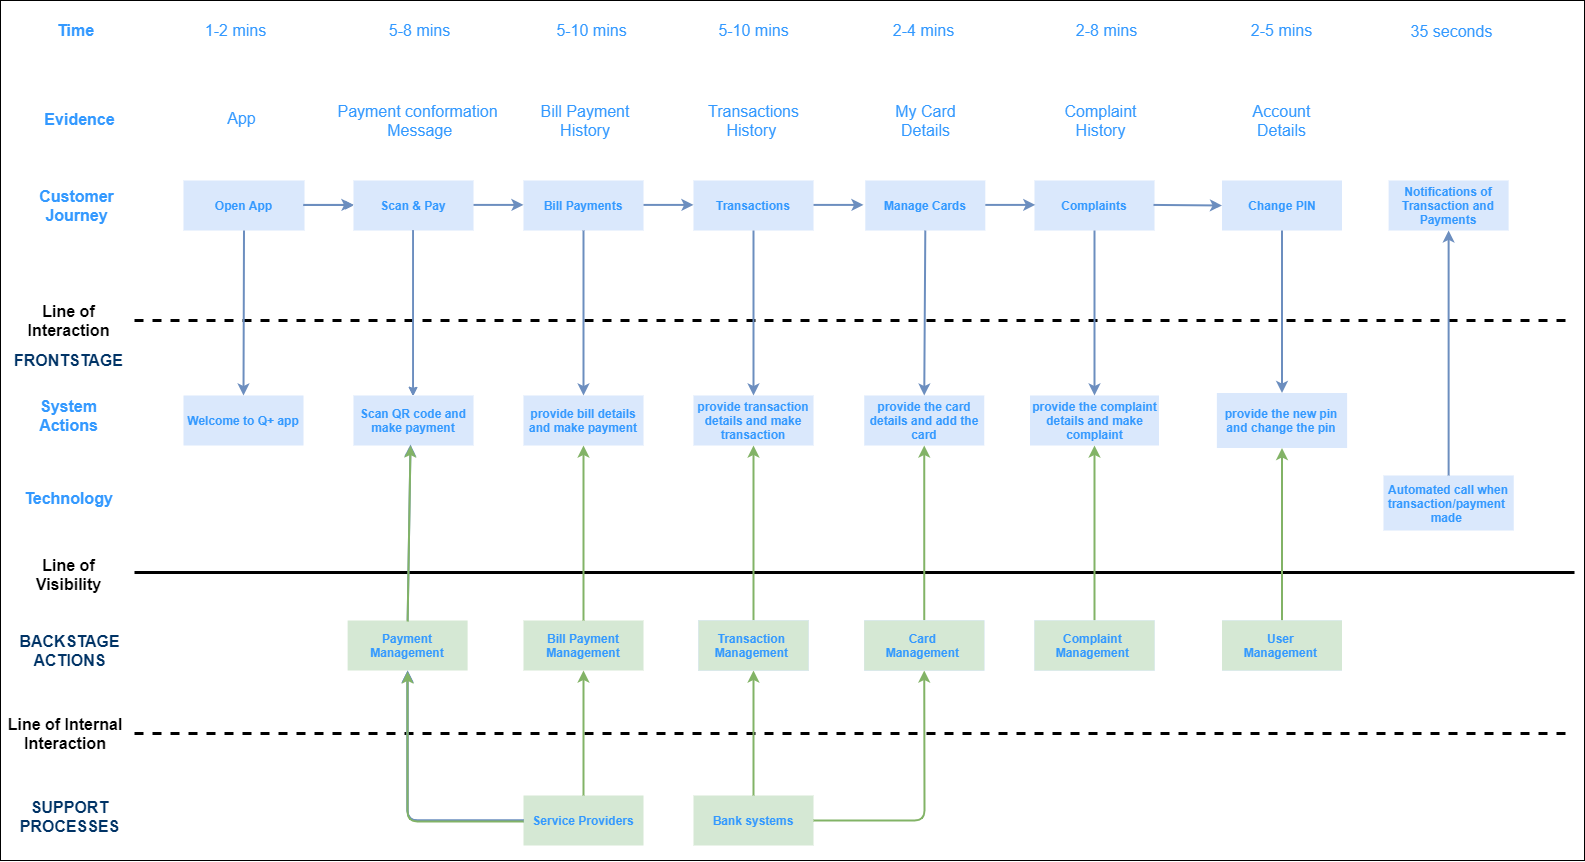 Time
1-2 mins
5-8 mins
5-10 mins
5-10 mins
2-4 mins
2-8 mins
2-5 mins
35 seconds
Evidence
App
Payment conformation
Message
Bill Payment
History
Transactions
History
My Card
Details
Complaint
History
Account
Details
Customer
Journey
Open App
Scan & Pay
Bill Payments
Transactions
Manage Cards
Complaints
Change PIN
Notifications of
Transaction and
Payments
Line of
Interaction
FRONTSTAGE
System
Actions
Welcome to Q+ app
Scan QR code and
make payment
provide bill details
and make payment
provide transaction
details and make
transaction
provide the card
details and add the
card
provide the complaint
details and make
complaint
provide the new pin
and change the pin
Technology
Automated call when
transaction/payment
made
Line of
Visibility
BACKSTAGE
ACTIONS
Payment
Management
Bill Payment
Management
Transaction
Management
Card
Management
Complaint
Management
User
Management
Line of Internal
Interaction
SUPPORT
PROCESSES
Service Providers
Bank systems